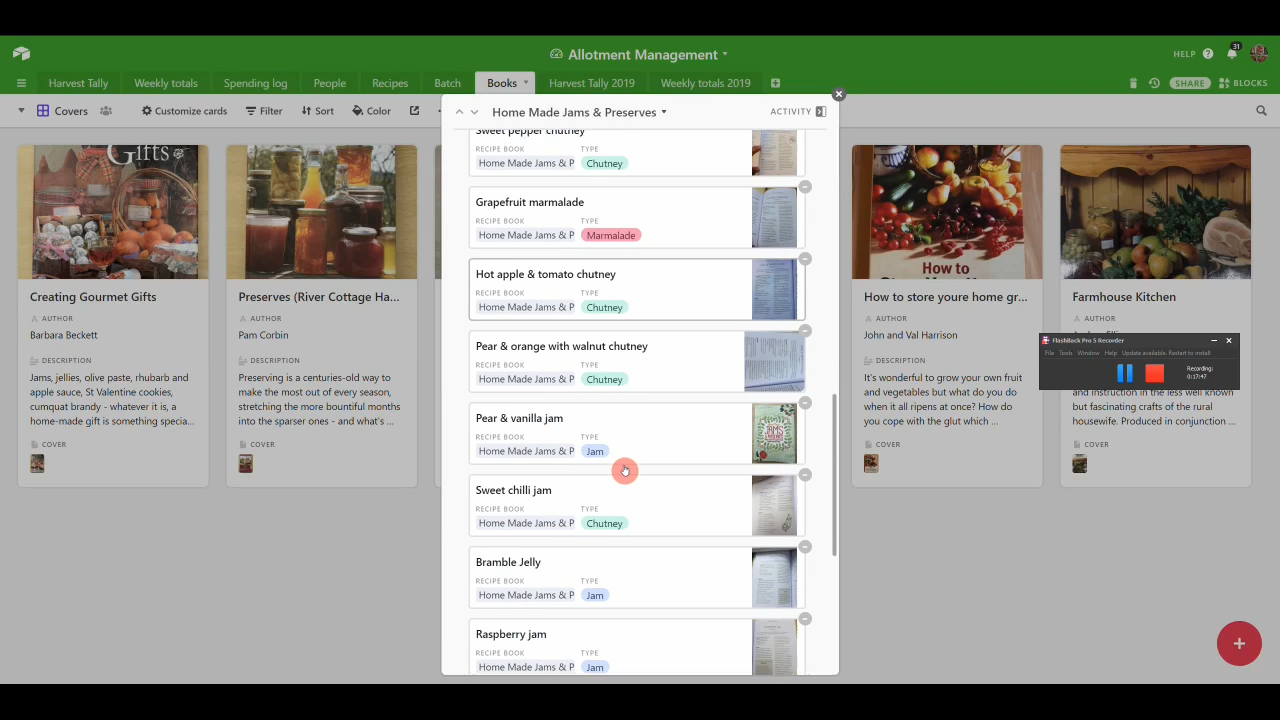 Allotment Management
HELP
31
Harvest Tally
Weekly totals
Spending log
People
Recipes
Batch
Books
Harvest Tally 2019
Weekly totals 2019
SHARE
BLOCKS
Covers
Customize cards
Filter
Sort
Color
Home Made Jams & Preserves
ACTIVITY
Sweet pepper chutney
RECIPE BOOK TYPE
Home Made Jams & P Chutney
Grapefruit marmalade
RECIPE BOOK TYPE
Home Made Jams & P Marmalade
Hot apple & tomato chutney
RECIPE BOOK TYPE
Home Made Jams & P Chutney
Pear & orange with walnut chutney
RECIPE BOOK TYPE
Home Made Jams & P Chutney
Pear & vanilla jam
RECIPE BOOK TYPE
Home Made Jams & P Jam
JAMS
Sweet chilli jam
RECIPE BOOK TYPE
Home Made Jams & P Chutney
Bramble Jelly
RECIPE BOOK TYPE
Home Made Jams & P Jam
Raspberry jam
RECIPE BOOK TYPE
Home Made Jams & P Jam
Gifts
Creating Gourmet Gifts
AUTHOR
Barbara Beckett
DESCRIPTION
Jams, jellies, olive paste, rhubarb and
apple sauce, St Valentine cookies,
cumquat brandy - whatever it is, a
home-made gift is something specia...
COVER
Preserves (River Cottage Ha...
AUTHOR
Pam Corbin
DESCRIPTION
Preserving is a centuries-old way to
make the most out of every season,
stretching the more bountiful months
into the sparser ones - and what's ...
COVER
How to
How to store youre home gr...
AUTHOR
John and Val Harrison
DESCRIPTION
It's wonderful to grow your own fruit
and vegetables but what do you do
when it all ripens at once? How do
you cope with the glut which ...
COVER
Farmhouse Kitchen
AUTHOR
and instruction in the less well known
but fascinating crafts of the rural
housewife. Produced in conjunction ...
COVER
FlashBack Pro 5 Recorder
File Tools Window Help Update available. Restart to install
Recording:
0:17:47